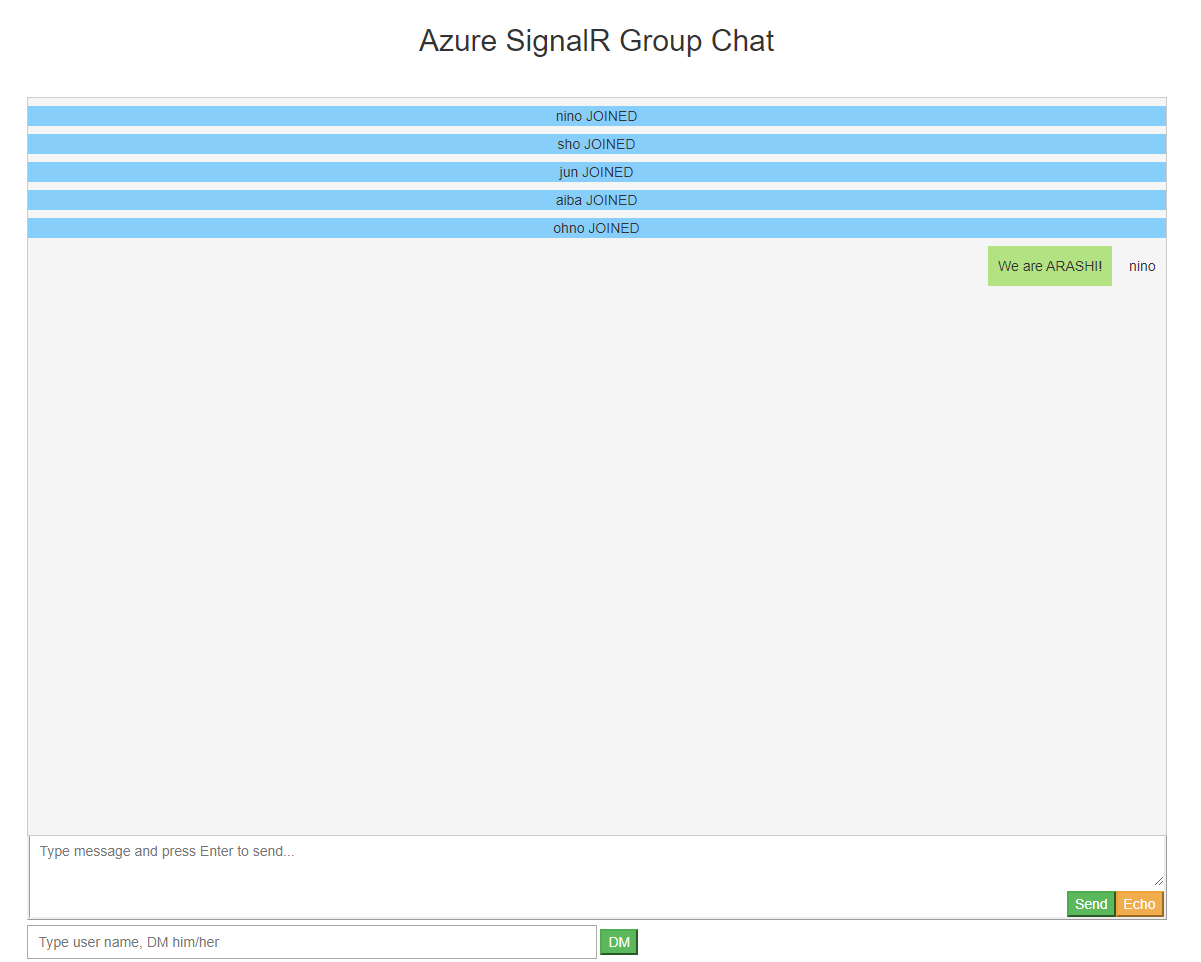 Azure SignalR Group Chat
nino JOINED
sho JOINED
jun JOINED
aiba JOINED
ohno JOINED
We are ARASHI! nino
Type message and press Enter to send...
Send Echo
Type user name, DM him/her DM